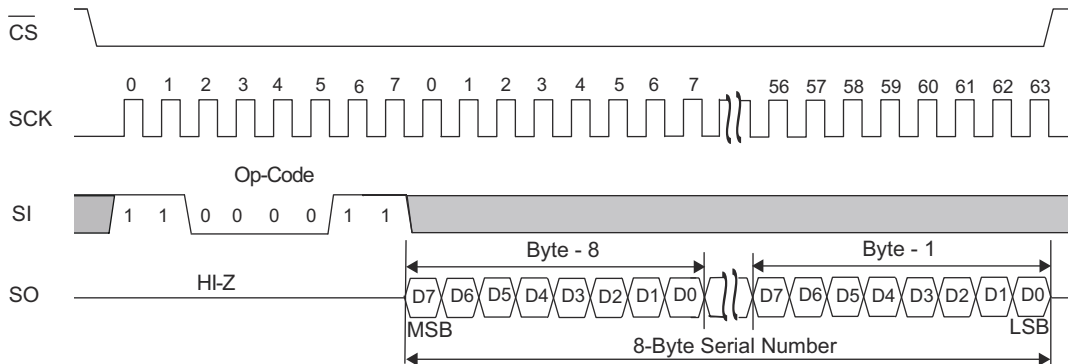 CS
0 1 2 3 4 5 6 7 0 1 2 3 4 5 6 7 56 57 58 59 60 61 62 63
SCK
Op-Code
SI 1 1 0 0 0 0 1 1
Byte - 8 Byte - 1
HI-Z
SO D7 D6 D5 D4 D3 D2 D1 D0 D7 D6 D5 D4 D3 D2 D1 D0
MSB LSB
8-Byte Serial Number